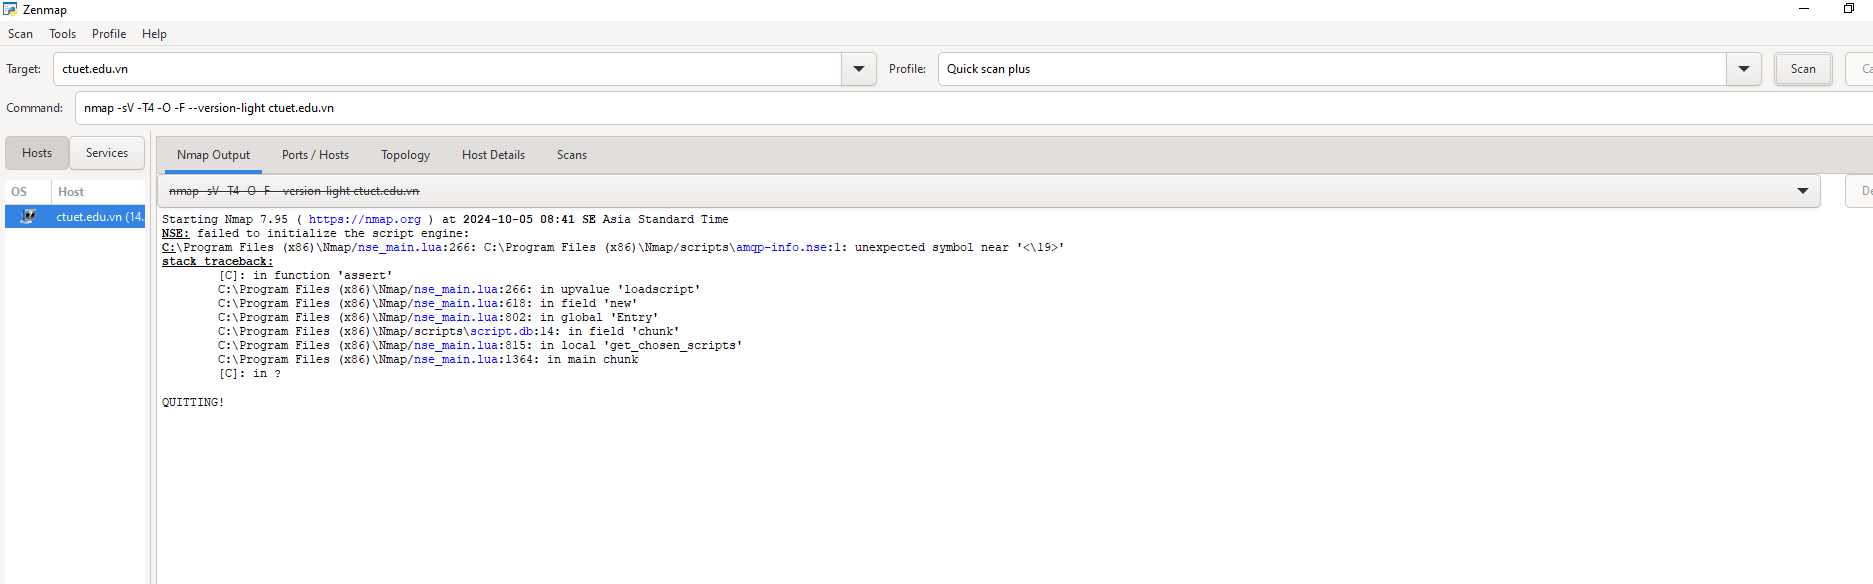 Zenmap
Scan Tools Profile Help
Target: ctuet.edu.vn Profile: Quick scan plus Scan
Command: nmap -sV -T4 -O -F --version-light ctuet.edu.vn
Hosts Services Nmap Output Ports / Hosts Topology Host Details Scans
OS Host nmap -sV -T4 -O -F --version-light ctuet.edu.vn
ctuet.edu.vn (14.
Starting Nmap 7.95 ( https://nmap.org ) at 2024-10-05 08:41 SE Asia Standard Time
NSE: failed to initialize the script engine:
C:\Program Files (x86)\Nmap/nse_main.lua:266: C:\Program Files (x86)\Nmap/scripts\amqp-info.nse:1: unexpected symbol near '<\19>'
stack traceback:
[C]: in function 'assert'
C:\Program Files (x86)\Nmap/nse_main.lua:266: in upvalue 'loadscript'
C:\Program Files (x86)\Nmap/nse_main.lua:618: in field 'new'
C:\Program Files (x86)\Nmap/nse_main.lua:802: in global 'Entry'
C:\Program Files (x86)\Nmap/scripts\script.db:14: in field 'chunk'
C:\Program Files (x86)\Nmap/nse_main.lua:815: in local 'get_chosen_scripts'
C:\Program Files (x86)\Nmap/nse_main.lua:1364: in main chunk
[C]: in ?
QUITTING!